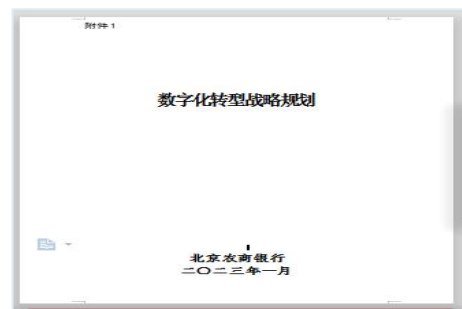 附件 1
数字化转型战略规划
北京农商银行
二〇二三年一月